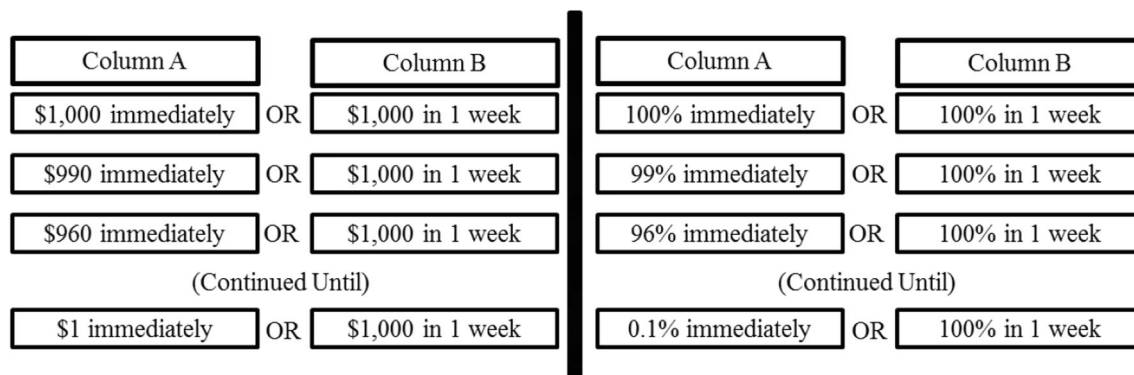 Column A Column B
$1,000 immediately OR $1,000 in 1 week
$990 immediately OR $1,000 in 1 week
$960 immediately OR $1,000 in 1 week
(Continued Until)
$1 immediately OR $1,000 in 1 week
Column A Column B
100% immediately OR 100% in 1 week
99% immediately OR 100% in 1 week
96% immediately OR 100% in 1 week
(Continued Until)
0.1% immediately OR 100% in 1 week